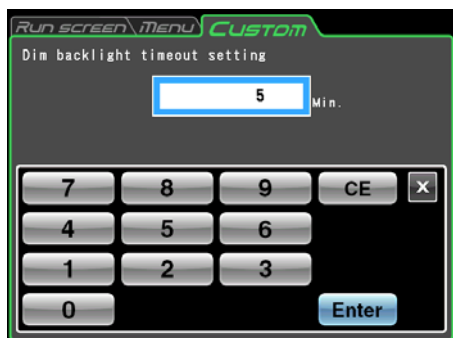 Run screen\Menu\Custom
Dim backlight timeout setting
5 Min.
7 8 9 CE X
4 5 6
1 2 3
0 Enter